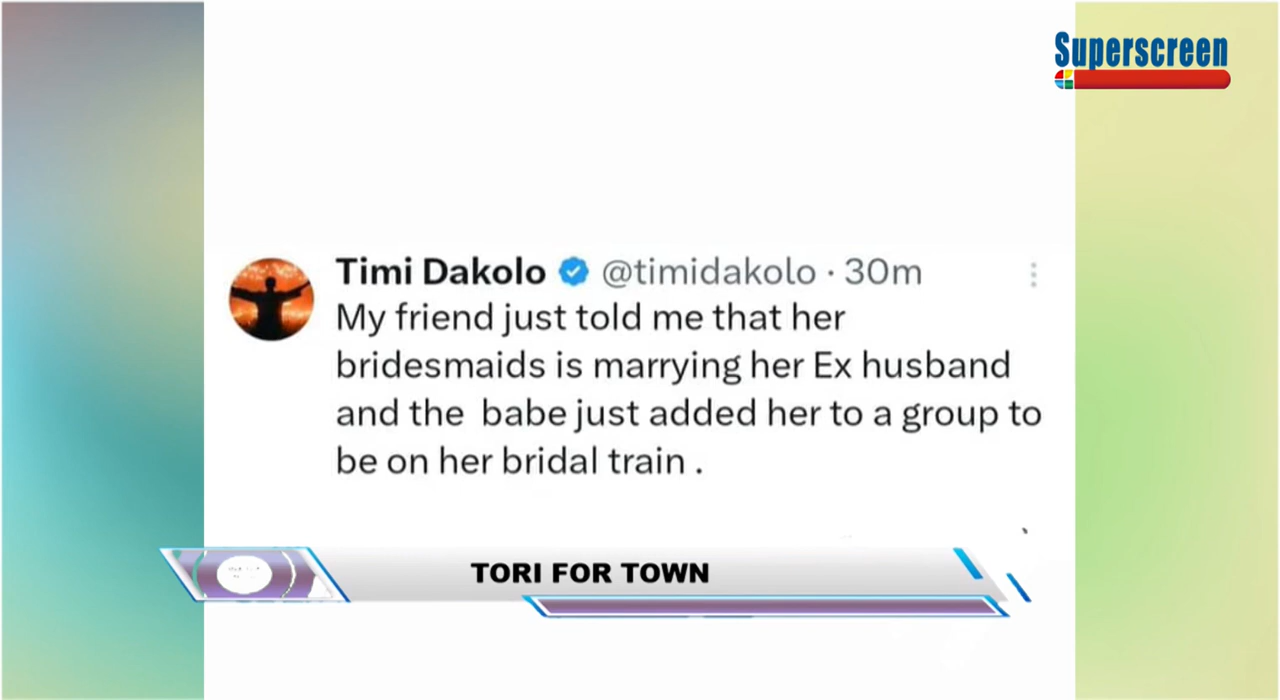 Superscreen
Timi Dakolo @timidakolo · 30m
My friend just told me that her
bridesmaids is marrying her Ex husband
and the babe just added her to a group to
be on her bridal train .
TORI FOR TOWN